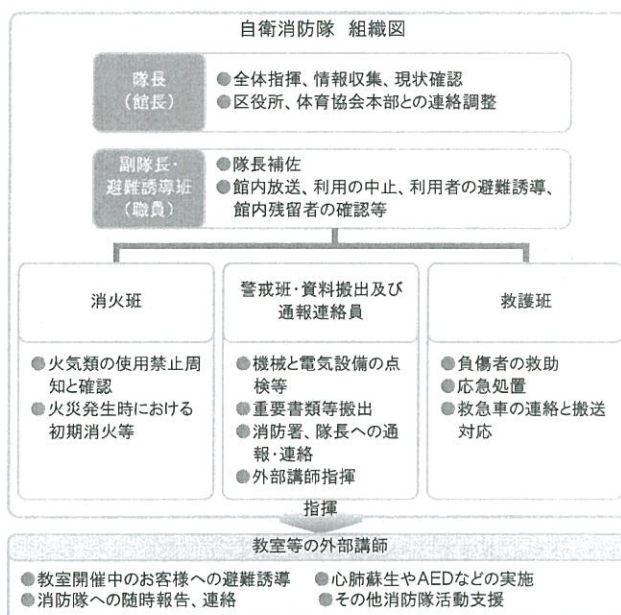 自衛消防隊 組織図
隊長
(館長)
●全体指揮、情報収集、現状確認
●区役所、体育協会本部との連絡調整
副隊長・
避難誘導班
(職員)
●隊長補佐
●館内放送、利用の中止、利用者の避難誘導、
館内残留者の確認等
消火班
●火気類の使用禁止周
知と確認
●火災発生時における
初期消火等
警戒班・資料搬出及び
通報連絡員
●機械と電気設備の点
検等
●重要書類等搬出
●消防署、隊長への通
報・連絡
●外部講師指揮
救護班
●負傷者の救助
●応急処置
●救急車の連絡と搬送
対応
指揮
教室等の外部講師
●教室開催中のお客様への避難誘導
●消防隊への随時報告、連絡
●心肺蘇生やAEDなどの実施
●その他消防隊活動支援